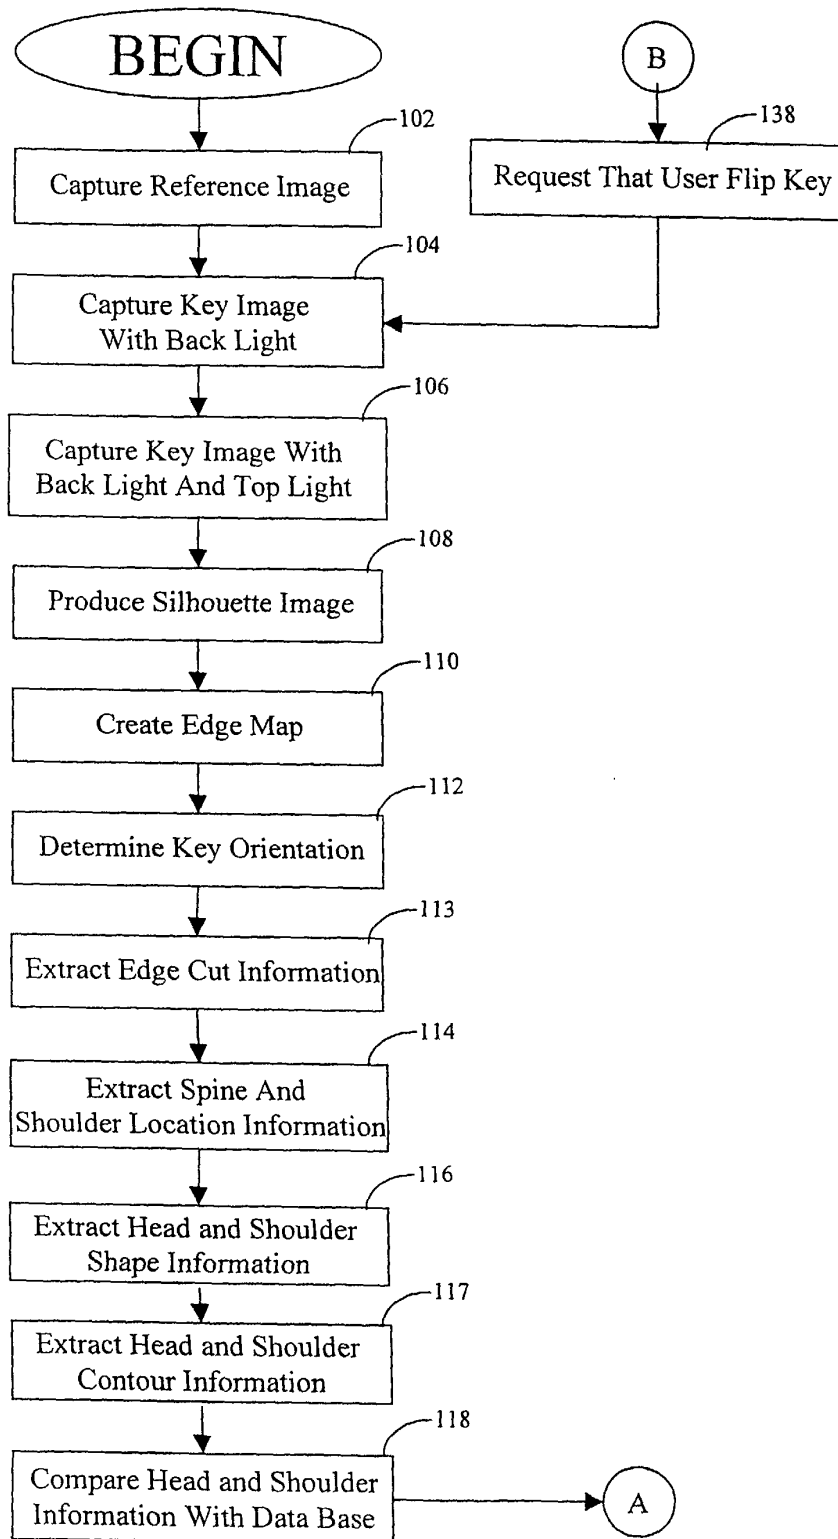 BEGIN
B
102
138
Capture Reference Image
Request That User Flip Key
104
Capture Key Image
With Back Light
106
Capture Key Image With
Back Light And Top Light
108
Produce Silhouette Image
110
Create Edge Map
112
Determine Key Orientation
113
Extract Edge Cut Information
114
Extract Spine And
Shoulder Location Information
116
Extract Head and Shoulder
Shape Information
117
Extract Head and Shoulder
Contour Information
118
Compare Head and Shoulder
Information With Data Base
A